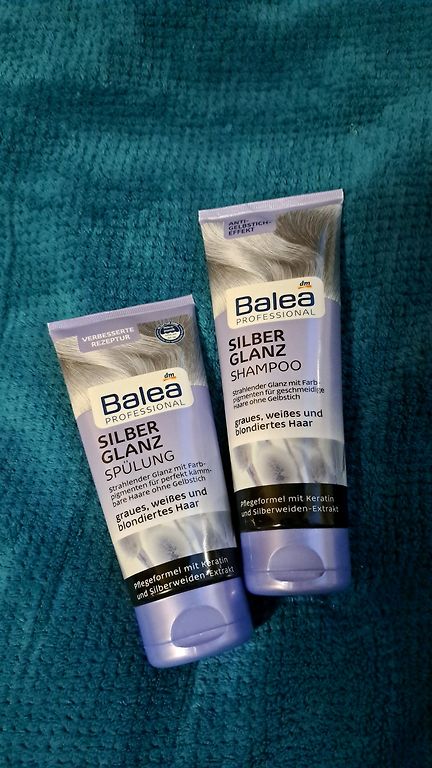 VERBESSERTE
REZEPTUR
dm
Balea
PROFESSIONAL
SILBER
GLANZ
SPÜLUNG
Strahlender Glanz mit Farb-
pigmenten für perfekt kämm-
bare Haare ohne Gelbstich
graues, weißes und
blondiertes Haar
Pflegeformel mit Keratin
und Silberweiden-Extrakt
ANTI-
GELBSTICH-
EFFEKT
dm
Balea
PROFESSIONAL
SILBER
GLANZ
SHAMPOO
Strahlender Glanz mit Farb-
pigmenten für geschmeidige
Haare ohne Gelbstich
graues, weißes und
blondiertes Haar
Pflegeformel mit Keratin
und Silberweiden-Extrakt